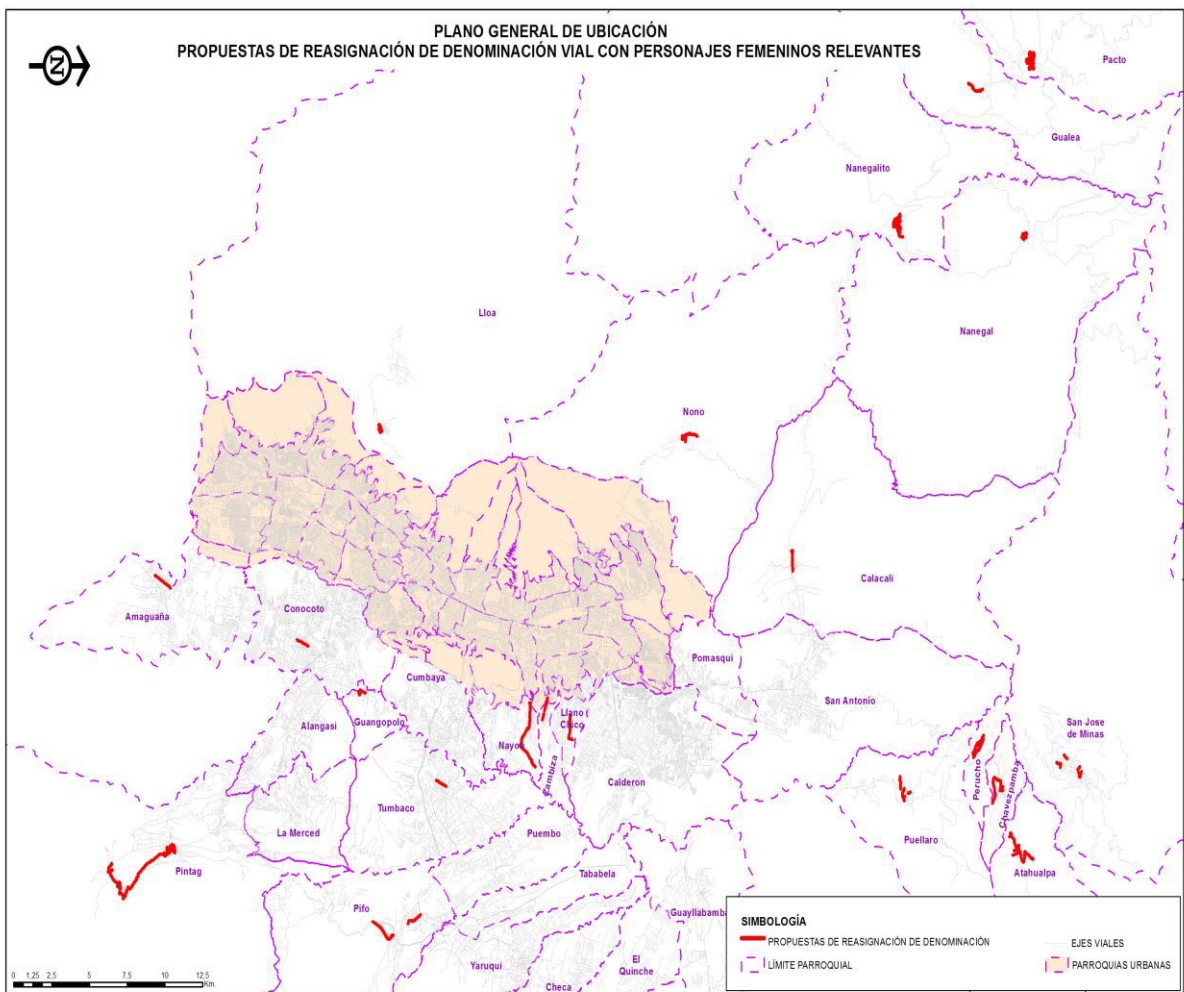 PLANO GENERAL DE UBICACIÓN
PROPUESTAS DE REASIGNACIÓN DE DENOMINACIÓN VIAL CON PERSONAJES FEMENINOS RELEVANTES
N
Pacto
Gualea
Nanegalito
Nanegal
Lloa
Nono
Calacali
Amaguaña
Conocoto
Pomasqui
Cumbaya
San Antonio
Alangasi
Guangopolo
Llano
Chico
San Jose
de Minas
Nayon
Zambiza
Perucho
Chavezpamba
Calderon
Tumbaco
La Merced
Puembo
Puellaro
Pintag
Tababela
Atahualpa
Pifo
Guayllabamba
Yaruqui
El
Quinche
Checa
SIMBOLOGÍA
PROPUESTAS DE REASIGNACIÓN DE DENOMINACIÓN
EJES VIALES
LÍMITE PARROQUIAL
PARROQUIAS URBANAS
0 1,25 2,5 5 7,5 10 12,5
Km.